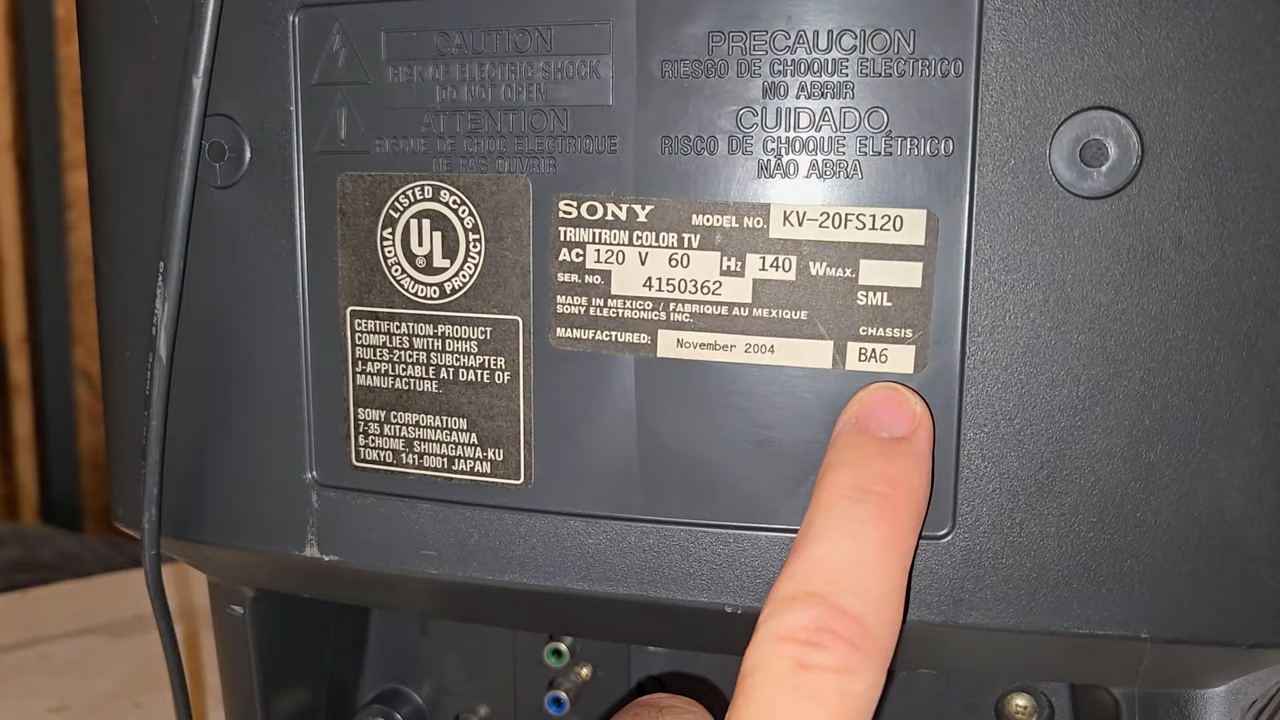 CAUTION
RISK OF ELECTRIC SHOCK
DO NOT OPEN
ATTENTION
RISQUE DE CHOC ELECTRIQUE
NE PAS OUVRIR
PRECAUCION
RIESGO DE CHOQUE ELECTRICO
NO ABRIR
CUIDADO
RISCO DE CHOQUE ELÉTRICO
NÃO ABRA
LISTED 9C06
UL
®
VIDEO/AUDIO PRODUCT
CERTIFICATION-PRODUCT
COMPLIES WITH DHHS
RULES-21CFR SUBCHAPTER
J-APPLICABLE AT DATE OF
MANUFACTURE.
SONY CORPORATION
7-35 KITASHINAGAWA
6-CHOME, SHINAGAWA-KU
TOKYO, 141-0001 JAPAN
SONY MODEL NO. KV-20FS120
TRINITRON COLOR TV
AC 120 V 60 Hz 140 WMAX.
SER. NO. 4150362 SML
MADE IN MEXICO / FABRIQUE AU MEXIQUE
SONY ELECTRONICS INC.
CHASSIS
MANUFACTURED: November 2004 BA6